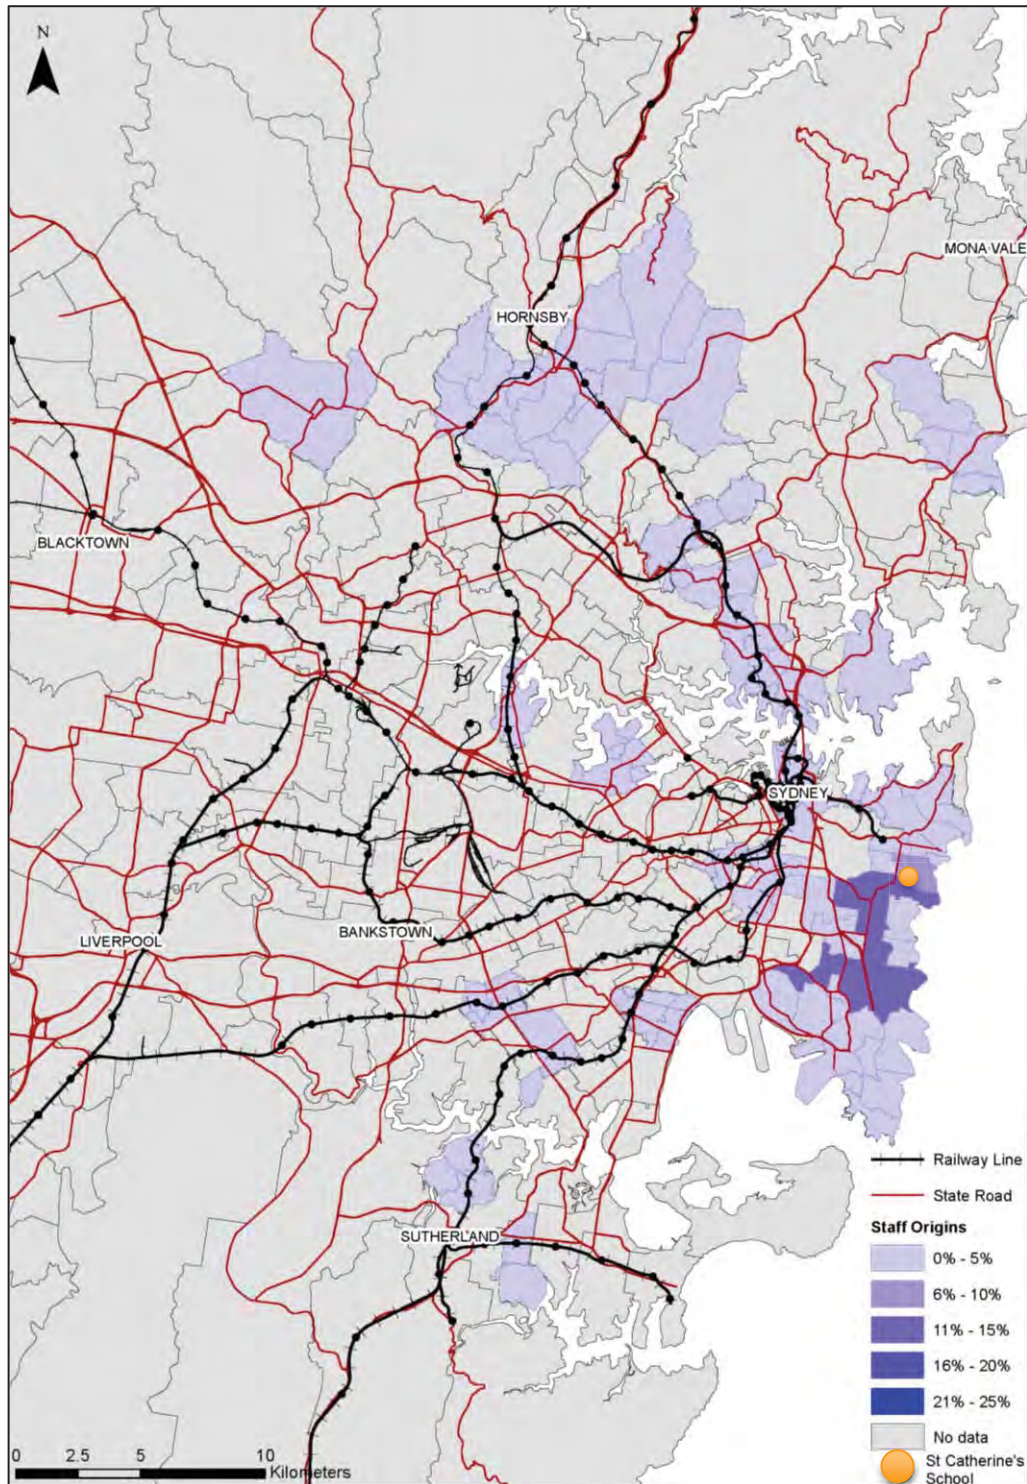 N
MONA VALE
HORNSBY
BLACKTOWN
SYDNEY
BANKSTOWN
LIVERPOOL
SUTHERLAND
Railway Line
State Road
Staff Origins
0% - 5%
6% - 10%
11% - 15%
16% - 20%
21% - 25%
No data
St Catherine's
School
0 2.5 5 10
Kilometers